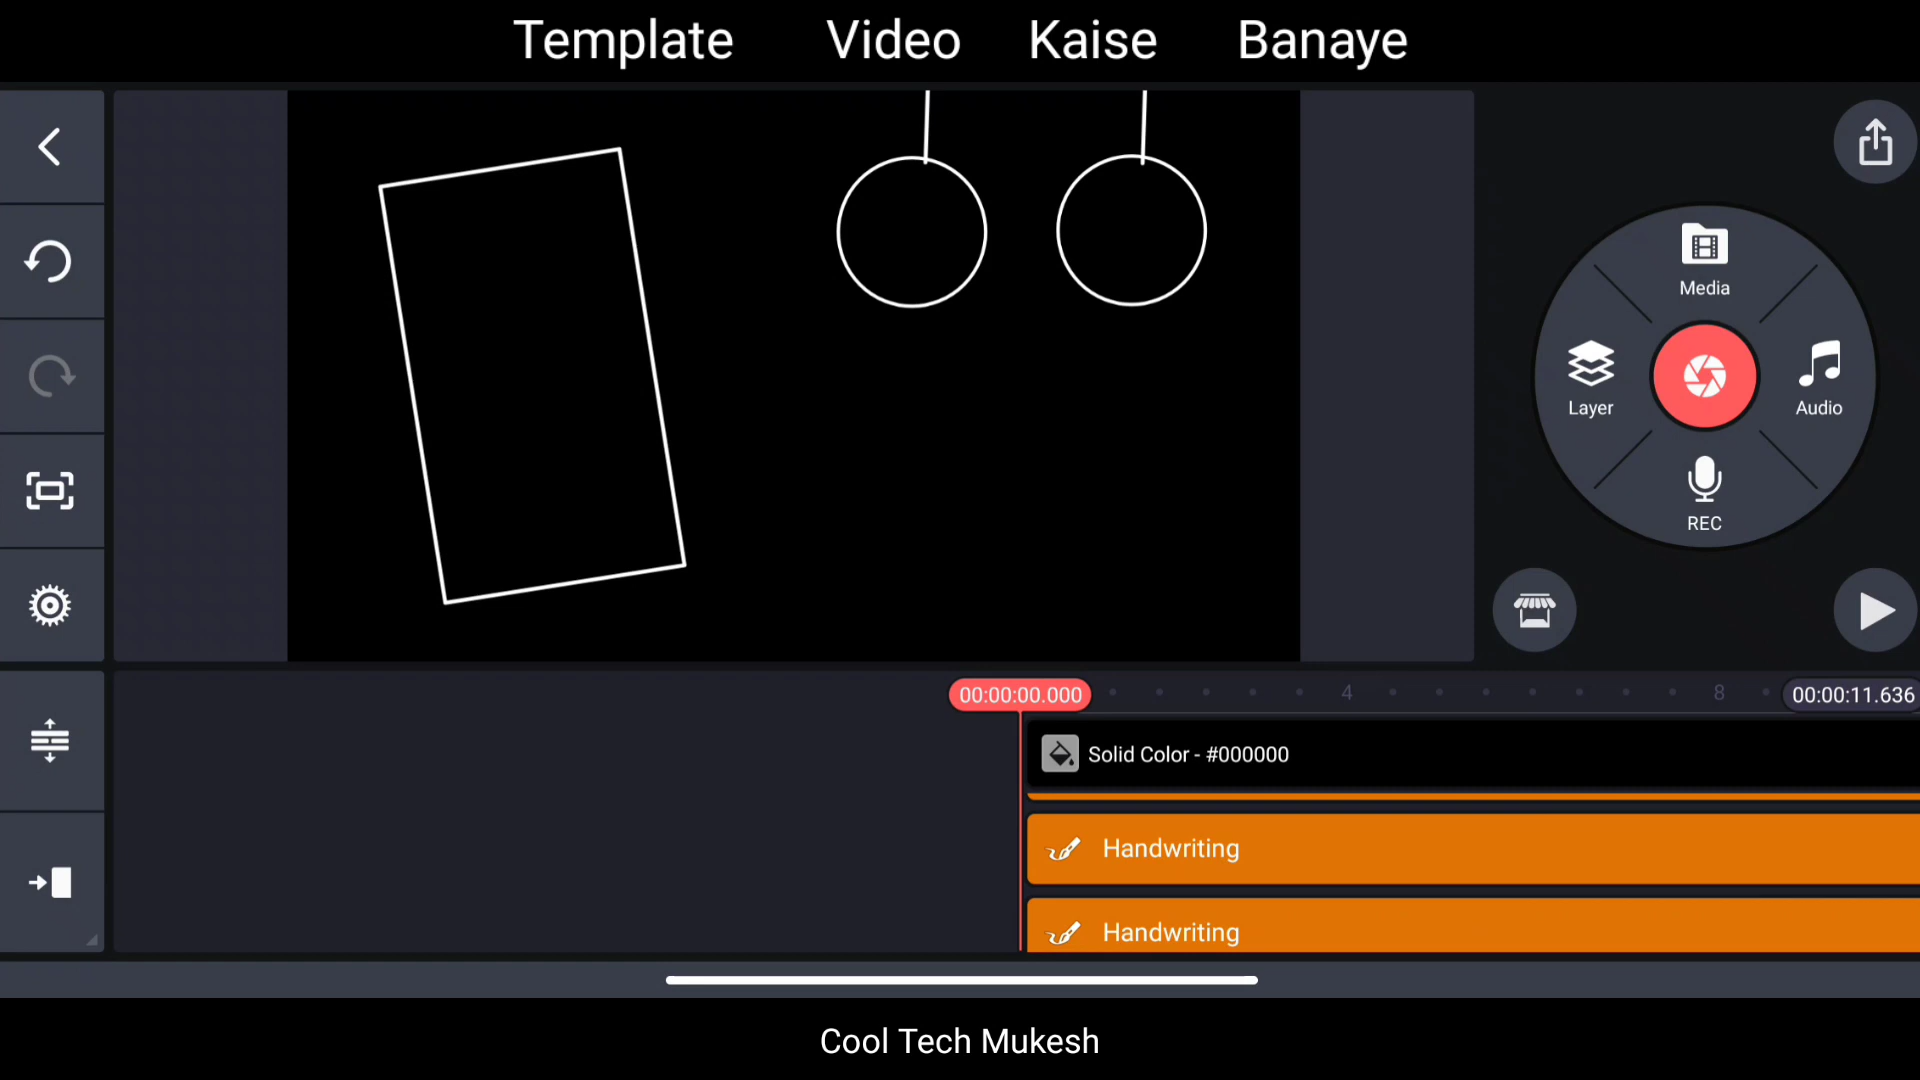 Template Video Kaise Banaye
Media
Layer
Audio
REC
00:00:00.000
4
8
00:00:11.636
Solid Color - #000000
Handwriting
Handwriting
Cool Tech Mukesh